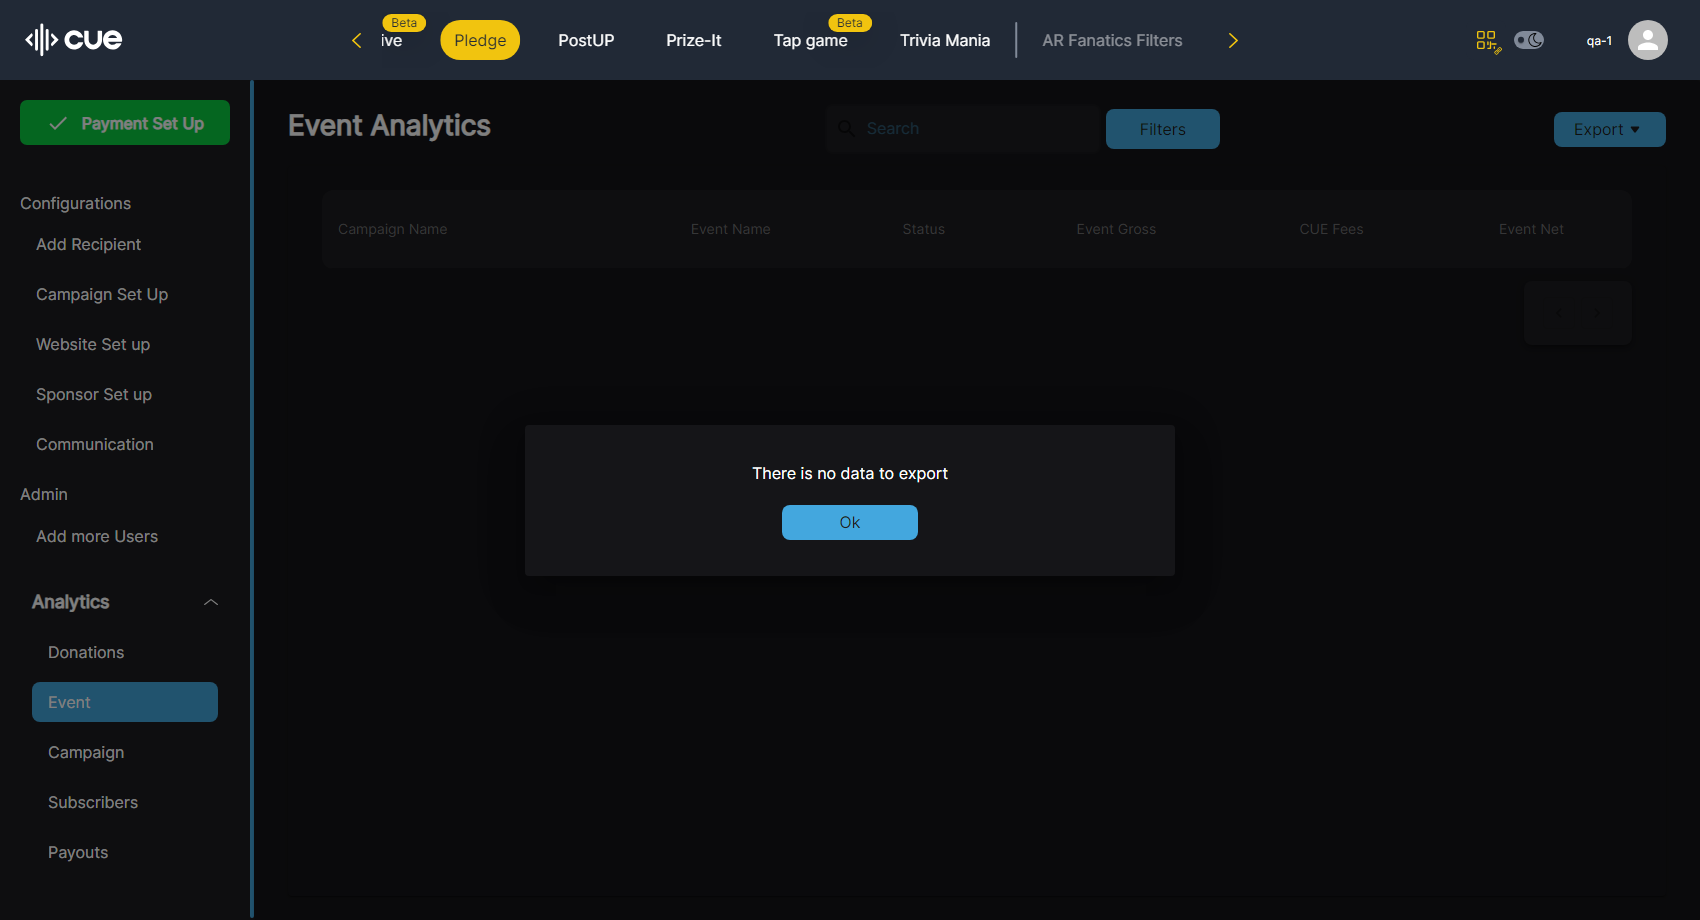 cue
Beta
ive
Pledge
PostUP
Prize-It
Beta
Tap game
Trivia Mania
AR Fanatics Filters
qa-1
Payment Set Up
Configurations
Add Recipient
Campaign Set Up
Website Set up
Sponsor Set up
Communication
Admin
Add more Users
Analytics
Donations
Event
Campaign
Subscribers
Payouts
Event Analytics
Search
Filters
Export
Campaign Name
Event Name
Status
Event Gross
CUE Fees
Event Net
There is no data to export
Ok